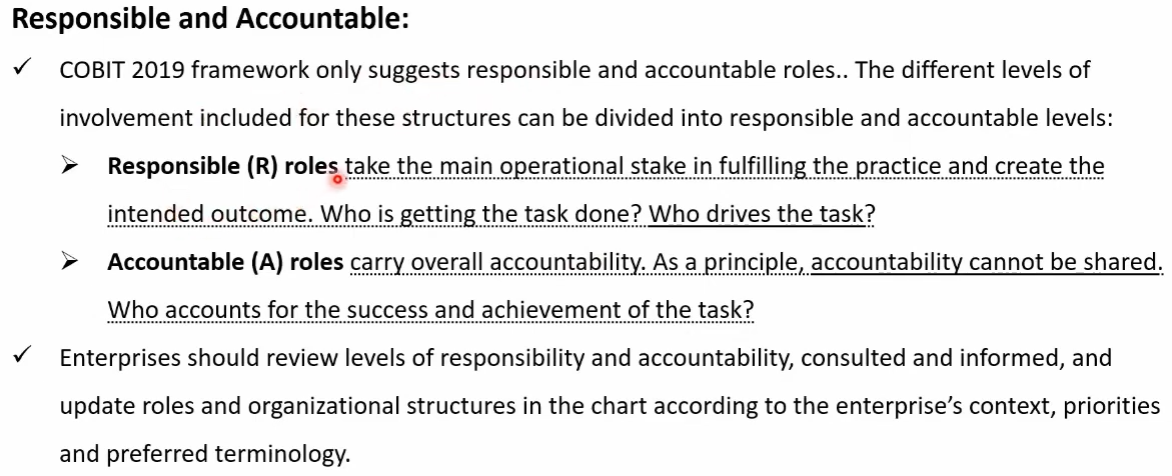 Responsible and Accountable:
✓ COBIT 2019 framework only suggests responsible and accountable roles.. The different levels of
involvement included for these structures can be divided into responsible and accountable levels:
➢ Responsible (R) roles take the main operational stake in fulfilling the practice and create the
intended outcome. Who is getting the task done? Who drives the task?
➢ Accountable (A) roles carry overall accountability. As a principle, accountability cannot be shared.
Who accounts for the success and achievement of the task?
✓ Enterprises should review levels of responsibility and accountability, consulted and informed, and
update roles and organizational structures in the chart according to the enterprise’s context, priorities
and preferred terminology.